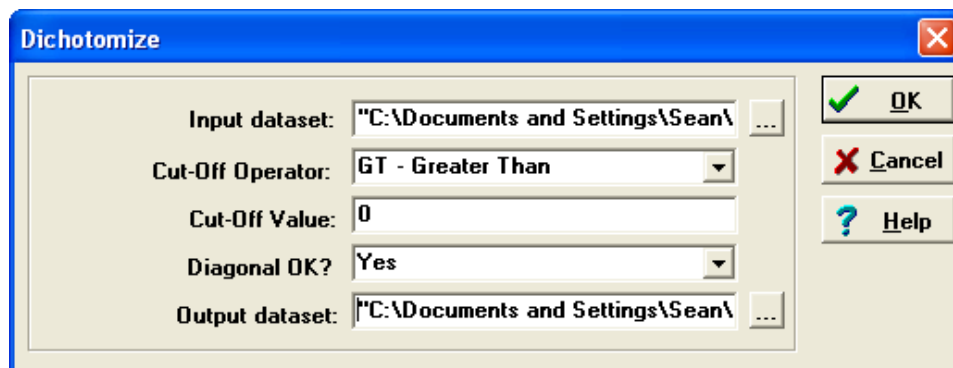 Dichotomize
Input dataset: "C:\Documents and Settings\Sean\ ...
Cut-Off Operator: GT - Greater Than
Cut-Off Value: 0
Diagonal OK? Yes
Output dataset: "C:\Documents and Settings\Sean\ ...
OK
Cancel
? Help